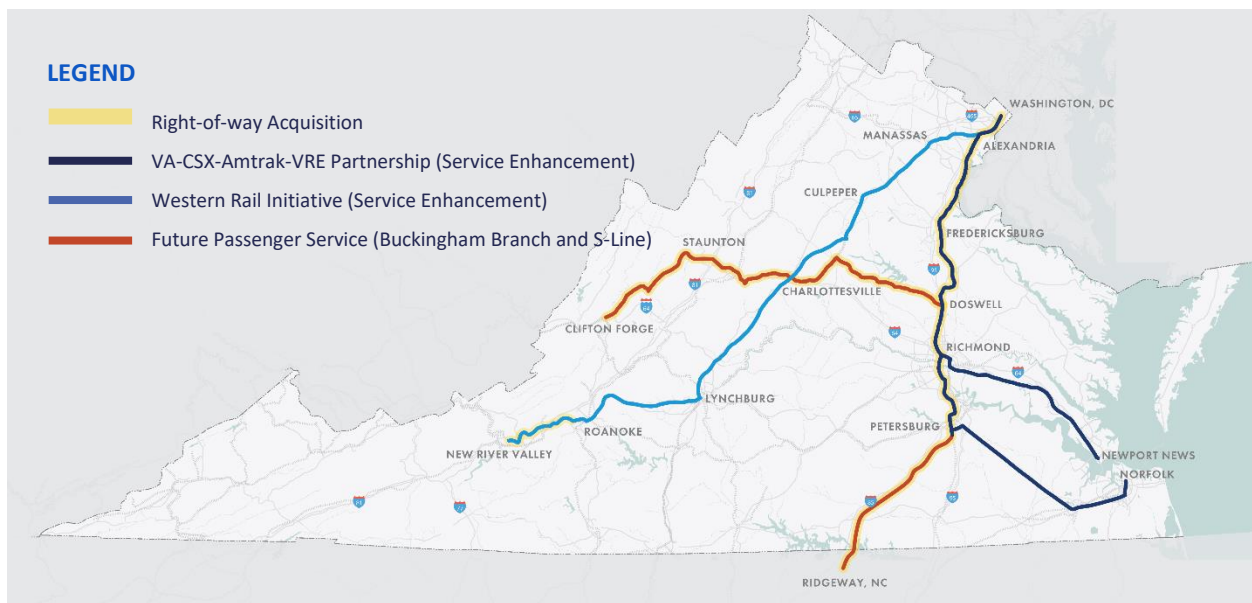 LEGEND
Right-of-way Acquisition
VA-CSX-Amtrak-VRE Partnership (Service Enhancement)
Western Rail Initiative (Service Enhancement)
Future Passenger Service (Buckingham Branch and S-Line)
WASHINGTON, DC
MANASSAS
ALEXANDRIA
CULPEPER
FREDERICKSBURG
STAUNTON
CHARLOTTESVILLE
DOSWELL
CLIFTON FORGE
RICHMOND
LYNCHBURG
PETERSBURG
ROANOKE
NEW RIVER VALLEY
NEWPORT NEWS
NORFOLK
RIDGEWAY, NC